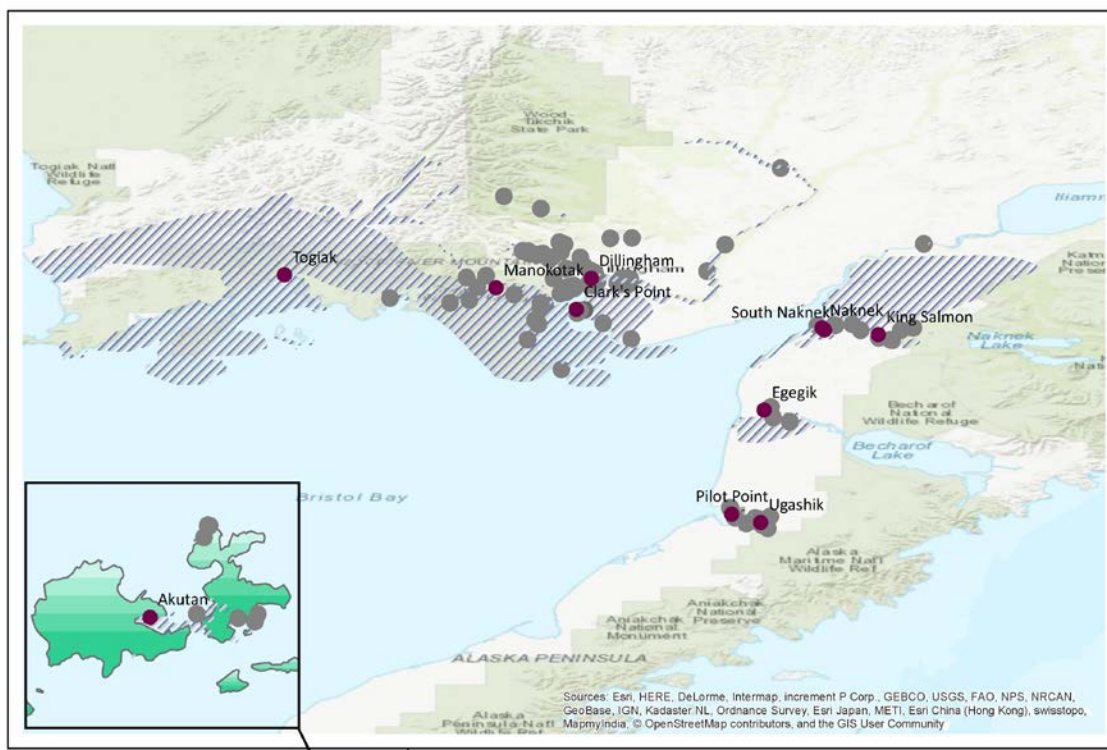 Wood-
Tikchik
State Park
Togiak Natl
Wildlife
Refuge
Togiak
Manokotak
Dillingham
Clark's Point
South Naknek
Naknek
King Salmon
Naknek
Lake
Egegik
Becharof
National
Wildlife Refuge
Becharof
Lake
Pilot Point
Ugashik
Bristol Bay
Alaska
Maritime Nat'l
Wildlife Ref
Aniakchak
National
Preserve
Aniakchak
National
Monument
ALASKA PENINSULA
Akutan
Alaska
Peninsula Natl
Wildlife
Sources: Esri, HERE, DeLorme, Intermap, increment P Corp., GEBCO, USGS, FAO, NPS, NRCAN,
GeoBase, IGN, Kadaster NL, Ordnance Survey, Esri Japan, METI, Esri China (Hong Kong), swisstopo,
MapmyIndia, © OpenStreetMap contributors, and the GIS User Community